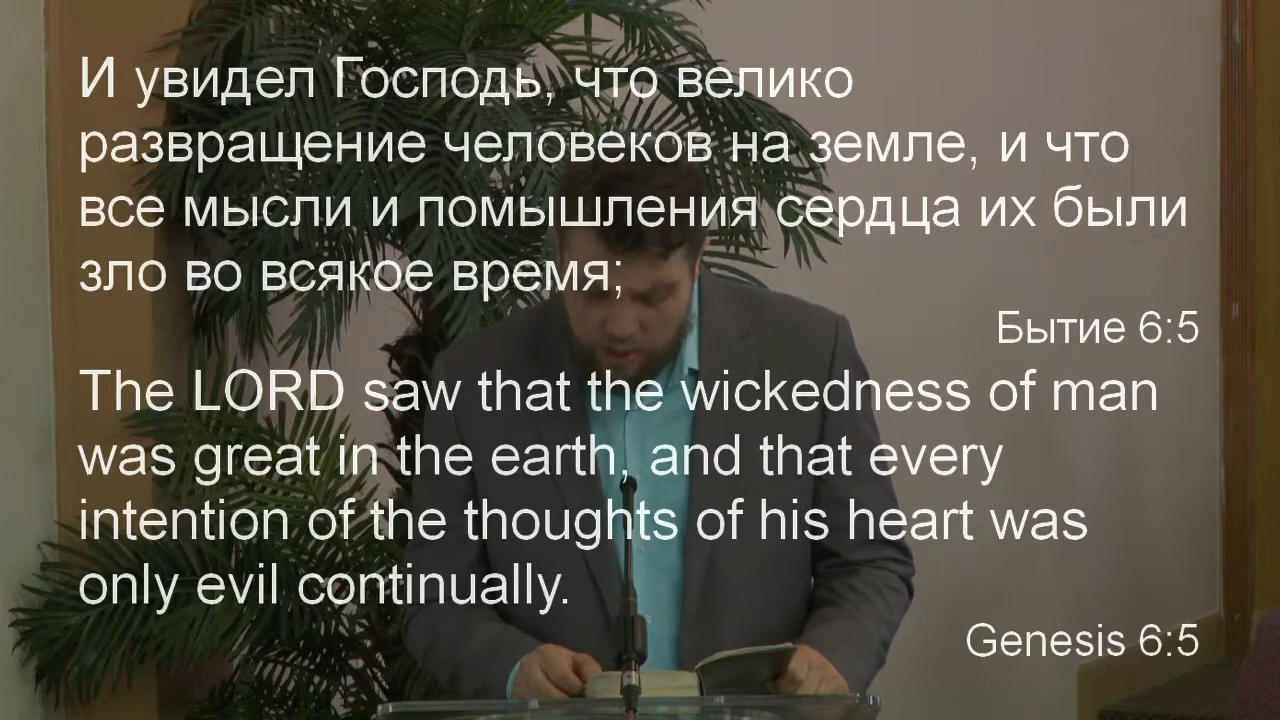 И увидел Господь, что велико
развращение человеков на земле, и что
все мысли и помышления сердца их были
зло во всякое время;
Бытие 6:5
The LORD saw that the wickedness of man
was great in the earth, and that every
intention of the thoughts of his heart was
only evil continually.
Genesis 6:5